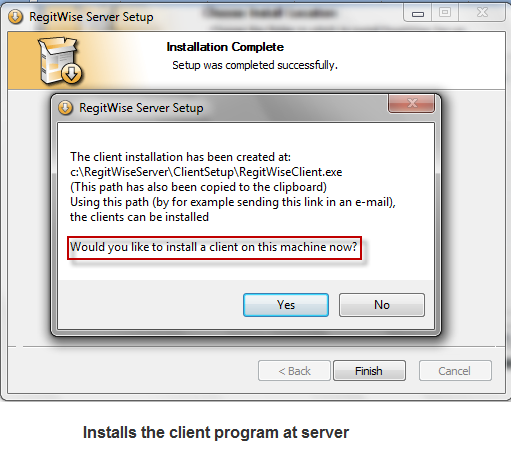 RegitWise Server Setup
Installation Complete
Setup was completed successfully.
RegitWise Server Setup
The client installation has been created at:
c:\RegitWiseServer\ClientSetup\RegitWiseClient.exe
(This path has also been copied to the clipboard)
Using this path (by for example sending this link in an e-mail),
the clients can be installed
Would you like to install a client on this machine now?
Yes No
< Back Finish Cancel
Installs the client program at server